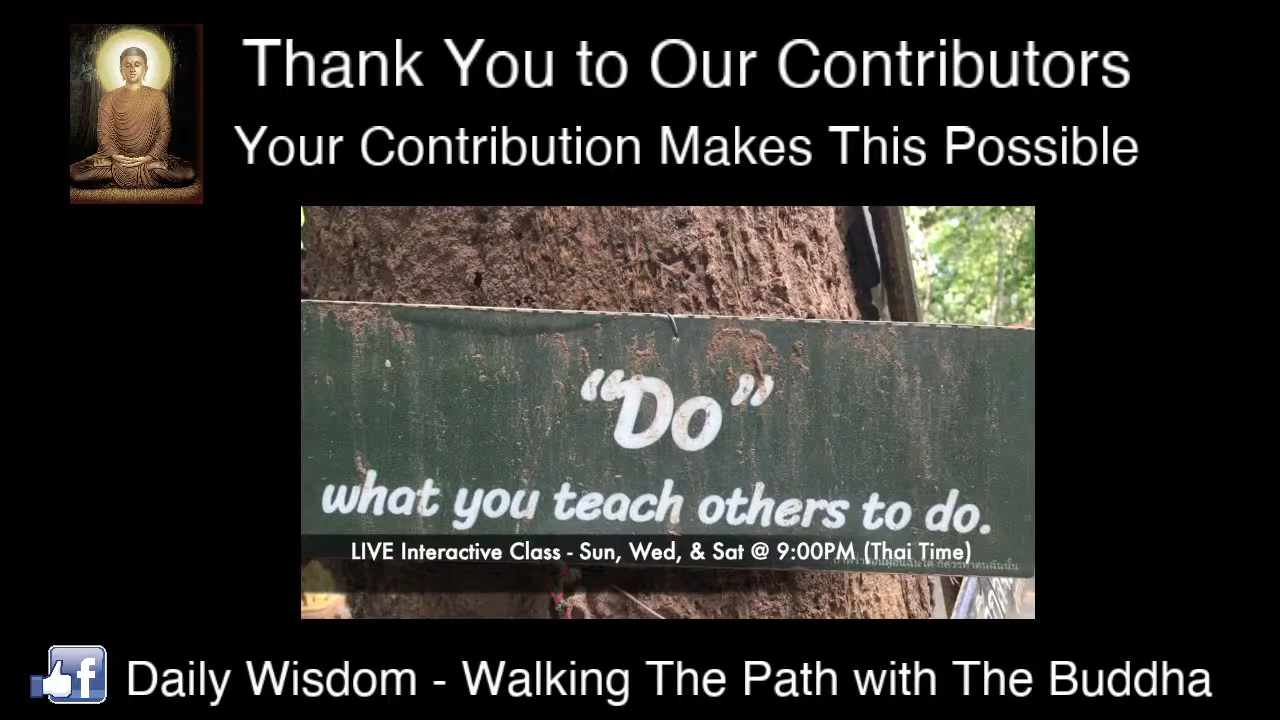 Thank You to Our Contributors
Your Contribution Makes This Possible
“Do”
what you teach others to do.
LIVE Interactive Class - Sun, Wed, & Sat @ 9:00PM (Thai Time)
f Daily Wisdom - Walking The Path with The Buddha